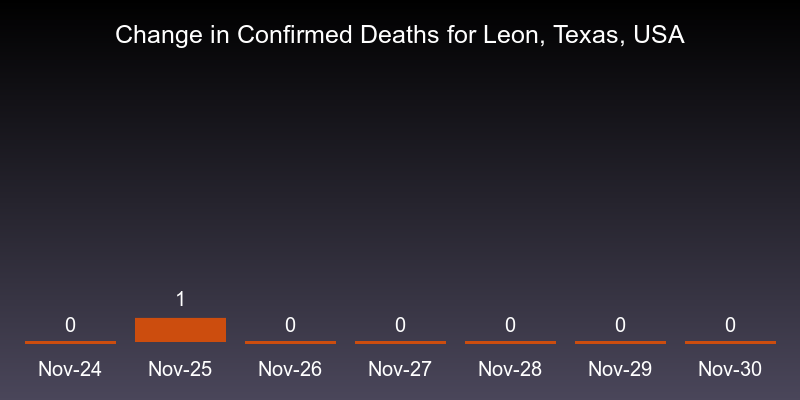 Change in Confirmed Deaths for Leon, Texas, USA
0 1 0 0 0 0 0
Nov-24 Nov-25 Nov-26 Nov-27 Nov-28 Nov-29 Nov-30